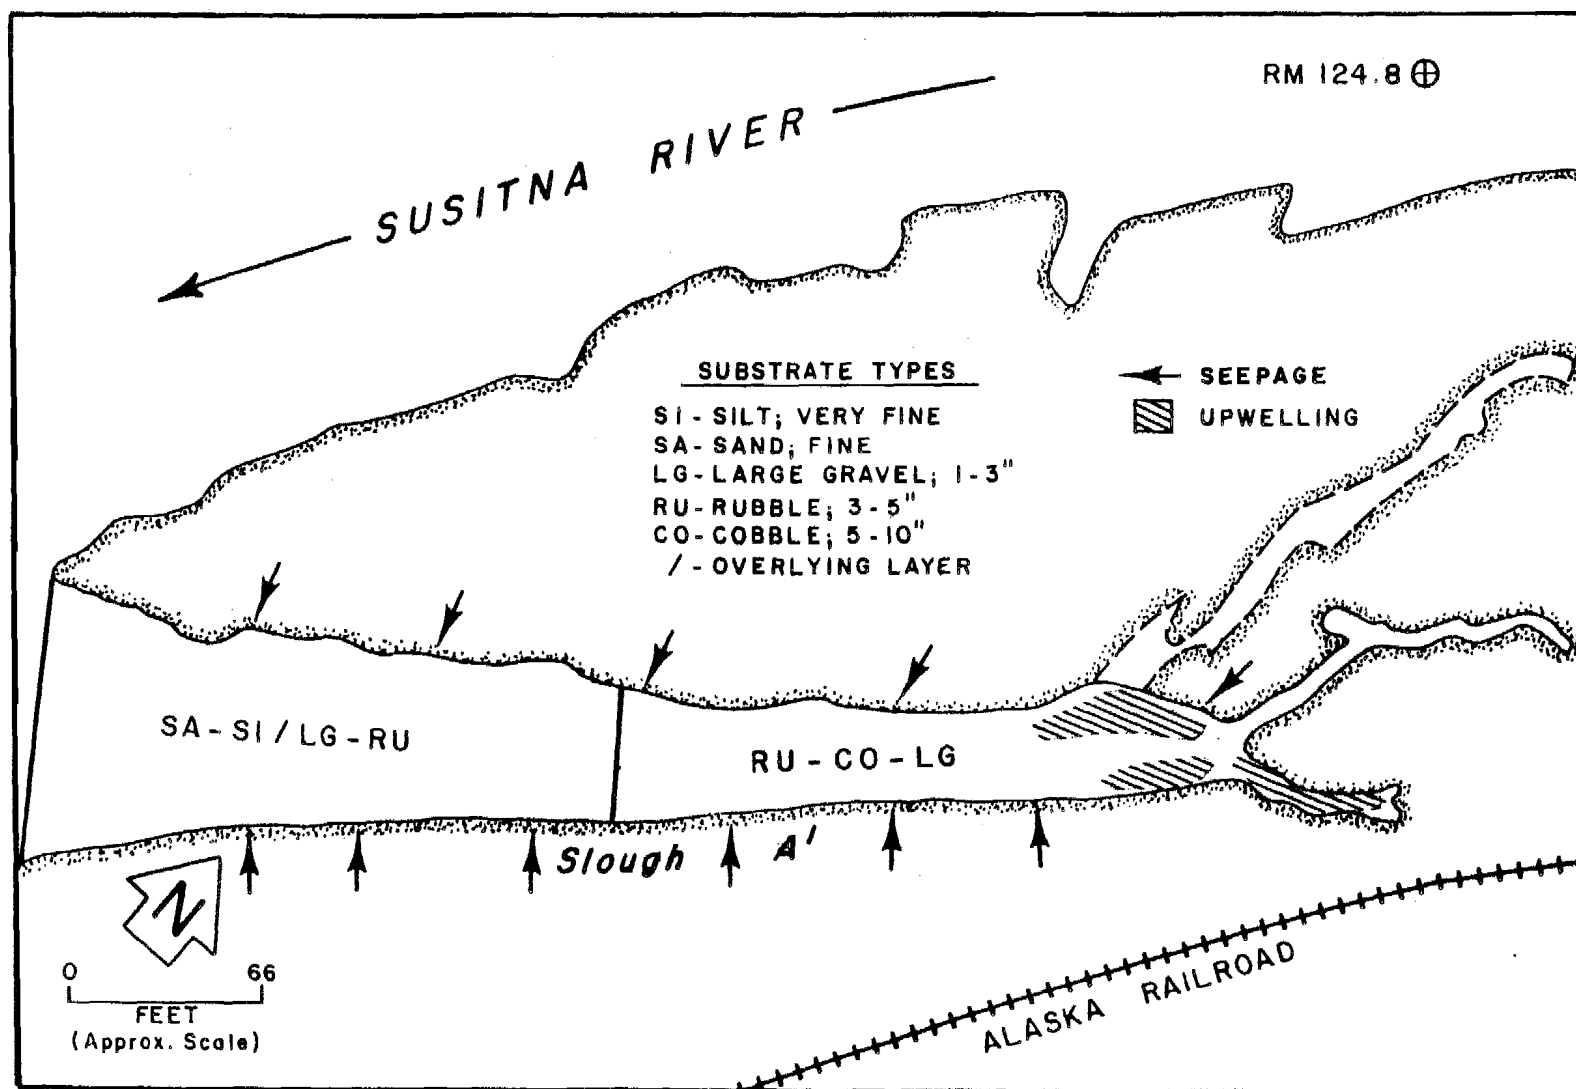 RM 124.8
SUSITNA RIVER
SUBSTRATE TYPES
SI - SILT; VERY FINE
SA - SAND; FINE
LG - LARGE GRAVEL; 1-3"
RU - RUBBLE; 3-5"
CO - COBBLE; 5-10"
/ - OVERLYING LAYER
SEEPAGE
UPWELLING
SA-SI/LG-RU
RU-CO-LG
Slough A'
N
0 66
FEET
(Approx. Scale)
ALASKA RAILROAD